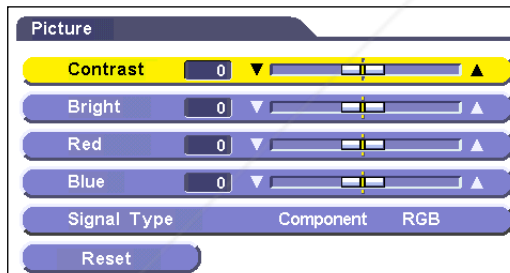 Picture
Contrast 0
Bright 0
Red 0
Blue 0
Signal Type Component RGB
Reset